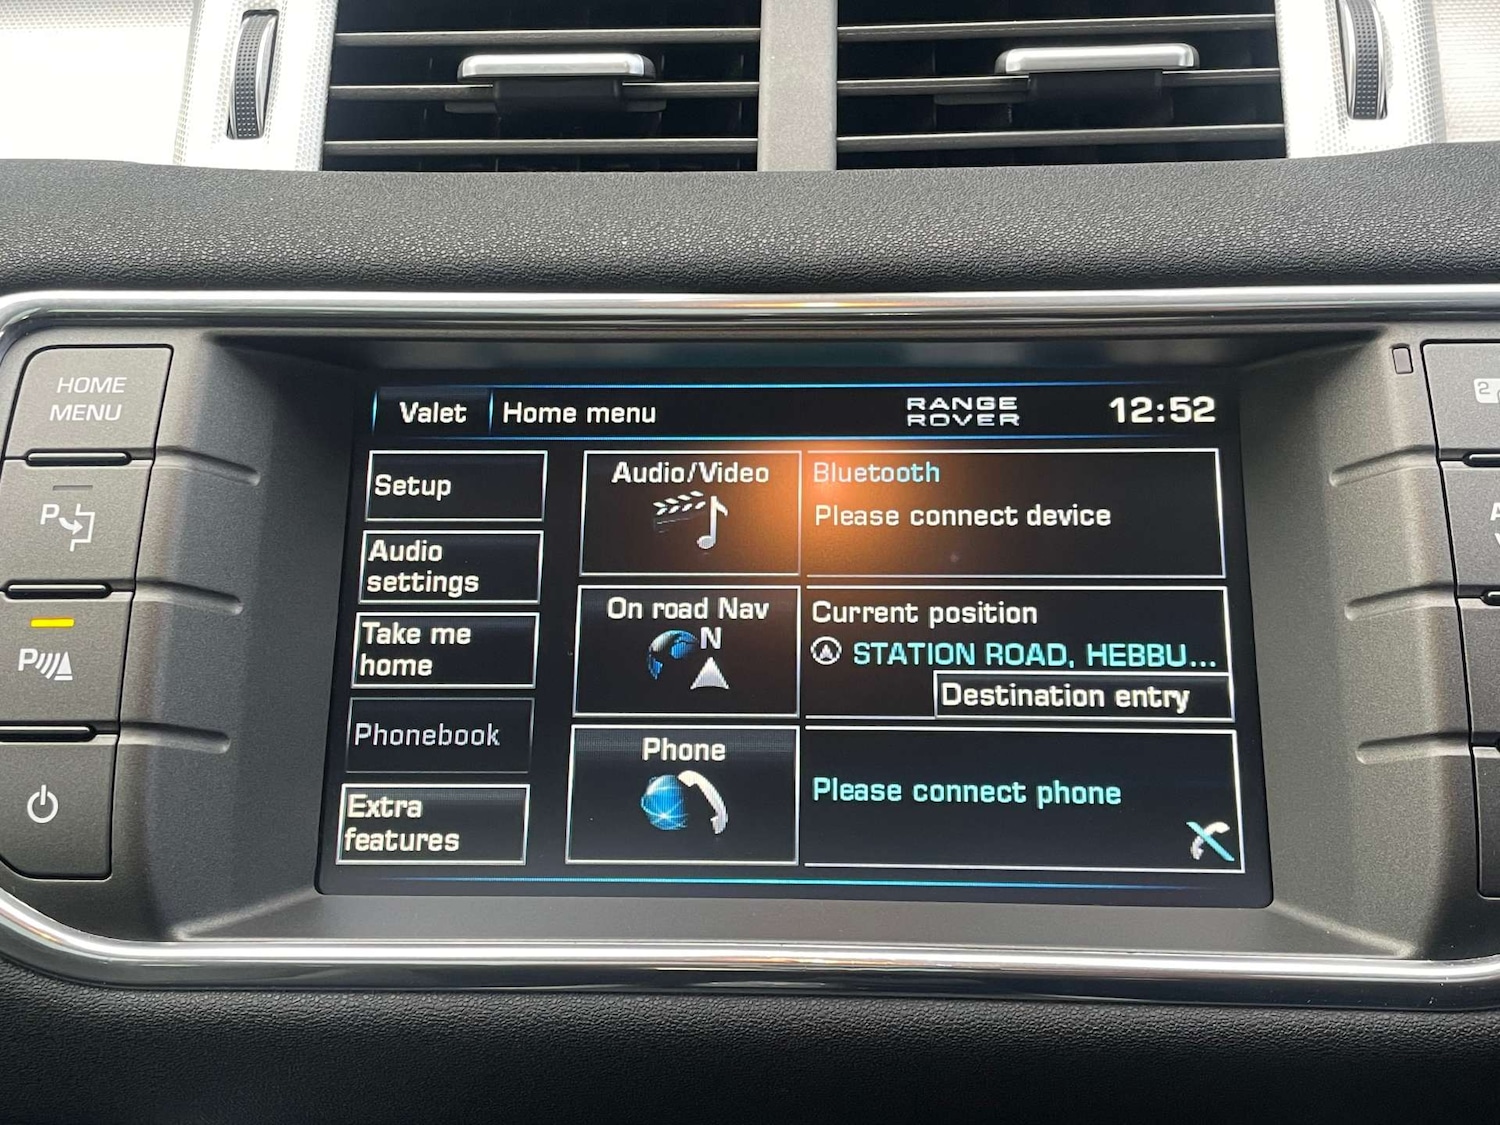 HOME
MENU
P
P
Valet
Home menu
RANGE
ROVER
12:52
Setup
Audio
settings
Take me
home
Phonebook
Extra
features
Audio/Video
Bluetooth
Please connect device
On road Nav
N
Current position
STATION ROAD, HEBBU...
Destination entry
Phone
Please connect phone
2